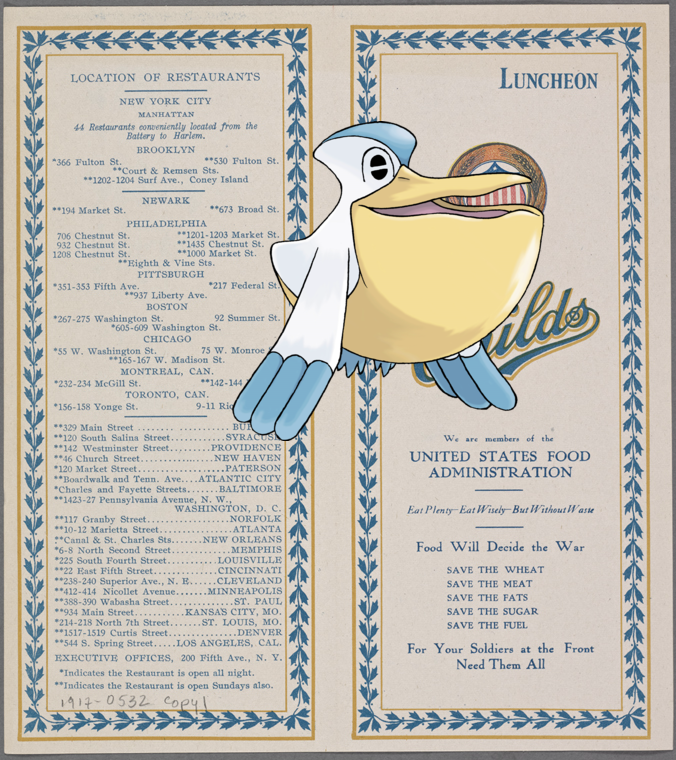 LOCATION OF RESTAURANTS
NEW YORK CITY
MANHATTAN
44 Restaurants conveniently located from the
Battery to Harlem.
BROOKLYN
*366 Fulton St. **530 Fulton St.
**Court & Remsen Sts.
**1202-1204 Surf Ave., Coney Island
NEWARK
**194 Market St. **673 Broad St.
PHILADELPHIA
706 Chestnut St. **1201-1203 Market St.
932 Chestnut St. **1435 Chestnut St.
1208 Chestnut St. **1000 Market St.
**Eighth & Vine Sts.
PITTSBURGH
*351-353 Fifth Ave. *217 Federal St.
**937 Liberty Ave.
BOSTON
*267-275 Washington St. 92 Summer St.
*605-609 Washington St.
CHICAGO
*55 W. Washington St. 75 W. Monroe
**165-167 W. Madison St.
MONTREAL, CAN.
*232-234 McGill St. **142-144
TORONTO, CAN.
*156-158 Yonge St. 9-11
**329 Main Street
**120 South Salina Street SYRACUSE
**142 Westminster Street PROVIDENCE
**46 Church Street NEW HAVEN
*120 Market Street PATERSON
**Boardwalk and Tenn. Ave. ATLANTIC CITY
*Charles and Fayette Streets BALTIMORE
**1423-27 Pennsylvania Avenue, N. W.,
WASHINGTON, D. C.
**117 Granby Street NORFOLK
**10-12 Marietta Street ATLANTA
**Canal & St. Charles Sts. NEW ORLEANS
*6-8 North Second Street MEMPHIS
*225 South Fourth Street LOUISVILLE
**22 East Fifth Street CINCINNATI
**238-240 Superior Ave., N. E. CLEVELAND
**412-414 Nicollet Avenue MINNEAPOLIS
**388-390 Wabasha Street ST. PAUL
**934 Main Street KANSAS CITY, MO.
*214-218 North 7th Street ST. LOUIS, MO.
**1517-1519 Curtis Street DENVER
**544 S. Spring Street LOS ANGELES, CAL.
EXECUTIVE OFFICES, 200 Fifth Ave., N. Y.
*Indicates the Restaurant is open all night.
**Indicates the Restaurant is open Sundays also.
1917-0532 copy 1
LUNCHEON
ilds
We are members of the
UNITED STATES FOOD
ADMINISTRATION
Eat Plenty-Eat Wisely-But Without Waste
Food Will Decide the War
SAVE THE WHEAT
SAVE THE MEAT
SAVE THE FATS
SAVE THE SUGAR
SAVE THE FUEL
For Your Soldiers at the Front
Need Them All